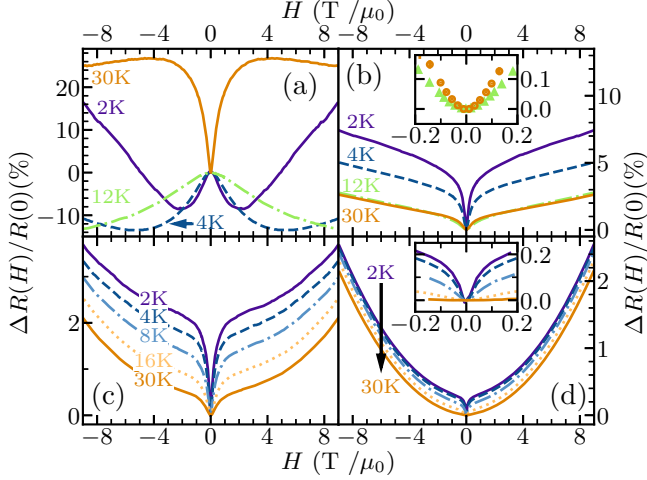 H (T /μ₀)
−8 −4 0 4 8 −8 −4 0 4 8
ΔR(H)/R(0)(%)
20
10
0
−10
30K
2K
12K
4K
(a)
(b)
2K
4K
12K
30K
0.1
0.0
−0.2 0.0 0.2
10
5
0
ΔR(H)/R(0)(%)
2
0
2K
4K
8K
16K
30K
(c)
2K
30K
(d)
0.2
0.0
−0.2 0.0 0.2
2
0
−8 −4 0 4 8 −8 −4 0 4 8
H (T /μ₀)